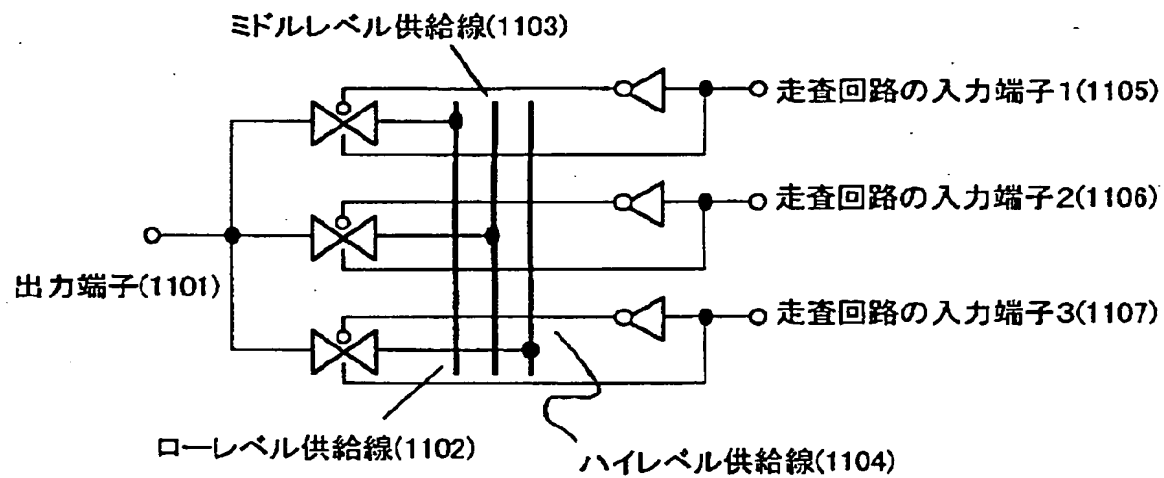 ミドルレベル供給線(1103)
走査回路の入力端子1(1105)
走査回路の入力端子2(1106)
出力端子(1101)
走査回路の入力端子3(1107)
ローレベル供給線(1102)
ハイレベル供給線(1104)